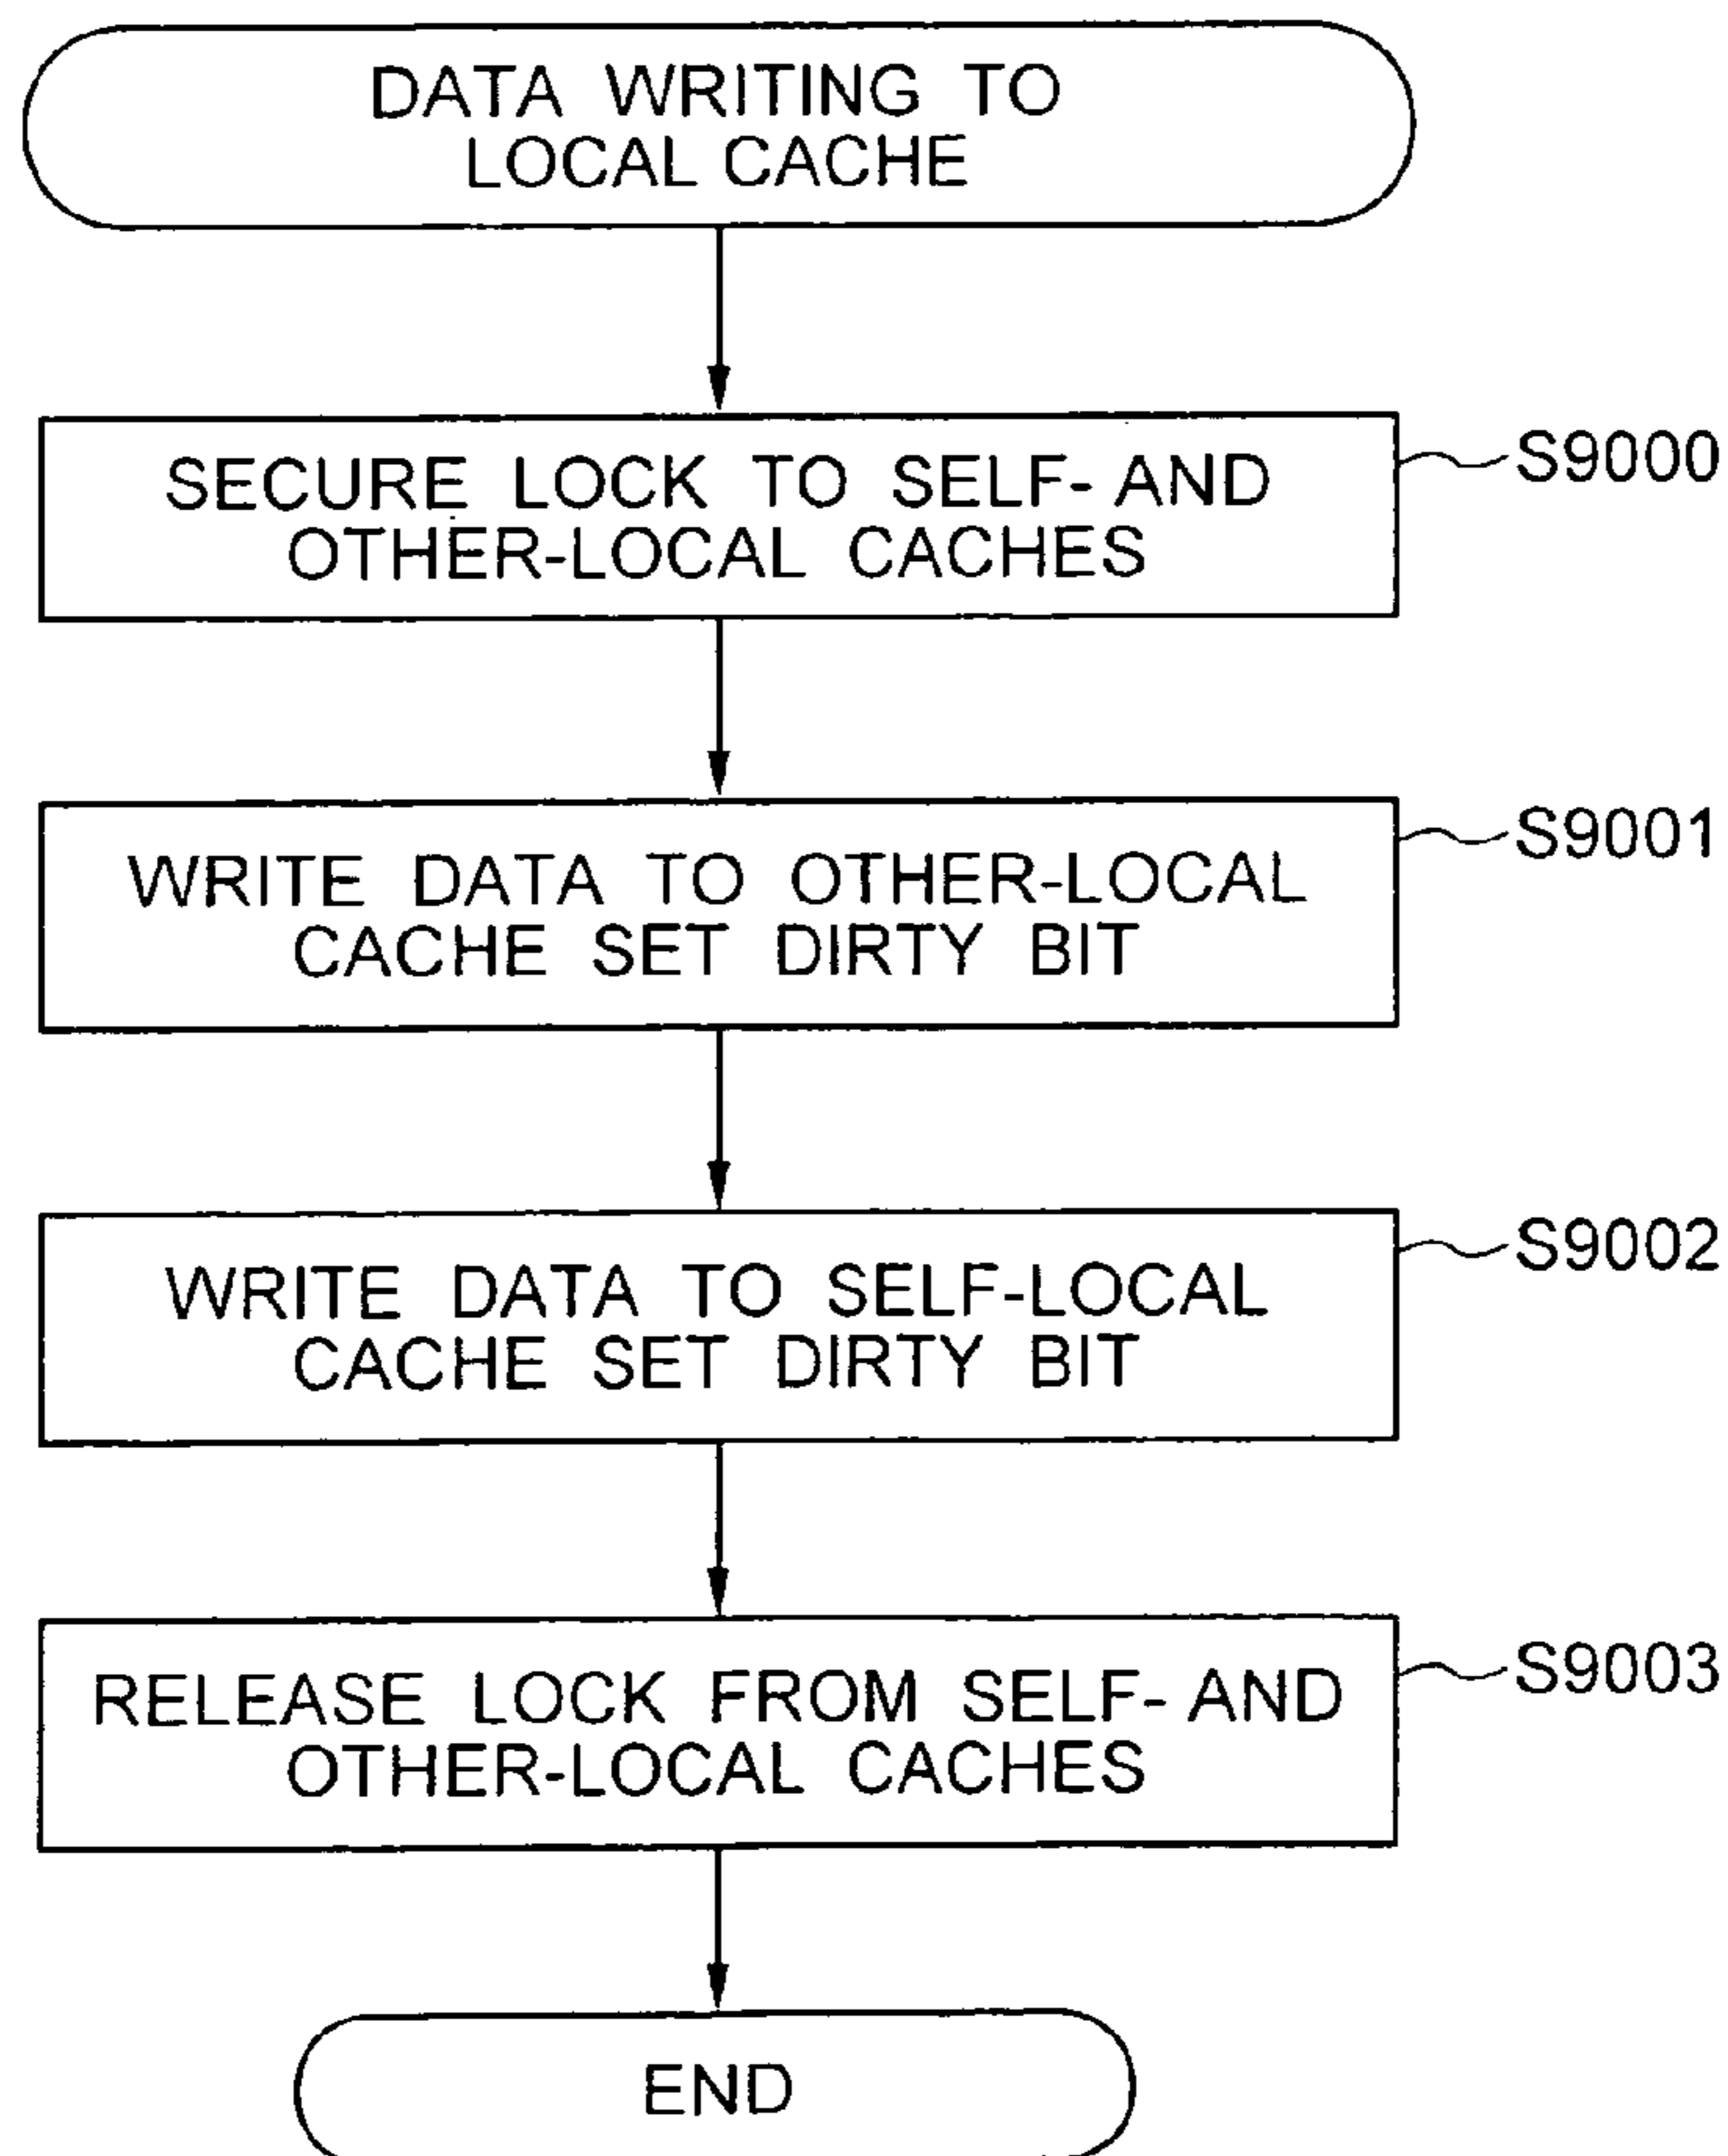 DATA WRITING TO
LOCAL CACHE
SECURE LOCK TO SELF- AND
OTHER-LOCAL CACHES
S9000
WRITE DATA TO OTHER-LOCAL
CACHE SET DIRTY BIT
S9001
WRITE DATA TO SELF-LOCAL
CACHE SET DIRTY BIT
S9002
RELEASE LOCK FROM SELF- AND
OTHER-LOCAL CACHES
S9003
END